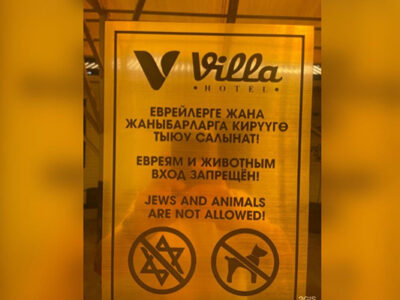 Villa
• HOTEL •
ЕВРЕЙЛЕРГЕ ЖАНА
ЖАНЫБАРЛАРГА КИРҮҮГӨ
ТЫЮУ САЛЫНАТ!
ЕВРЕЯМ И ЖИВОТНЫМ
ВХОД ЗАПРЕЩЁН!
JEWS AND ANIMALS
ARE NOT ALLOWED!